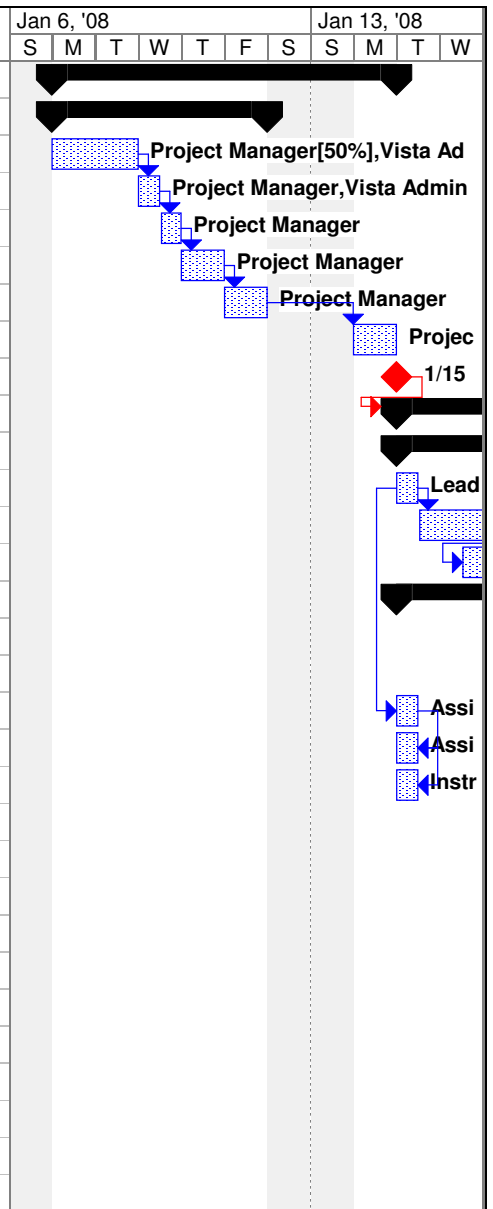 Jan 6, '08 Jan 13, '08
S M T W T F S S M T W
Project Manager[50%],Vista Ad
Project Manager,Vista Admin
Project Manager
Project Manager
Project Manager
Projec
1/15
Lead
Assi
Assi
Instr